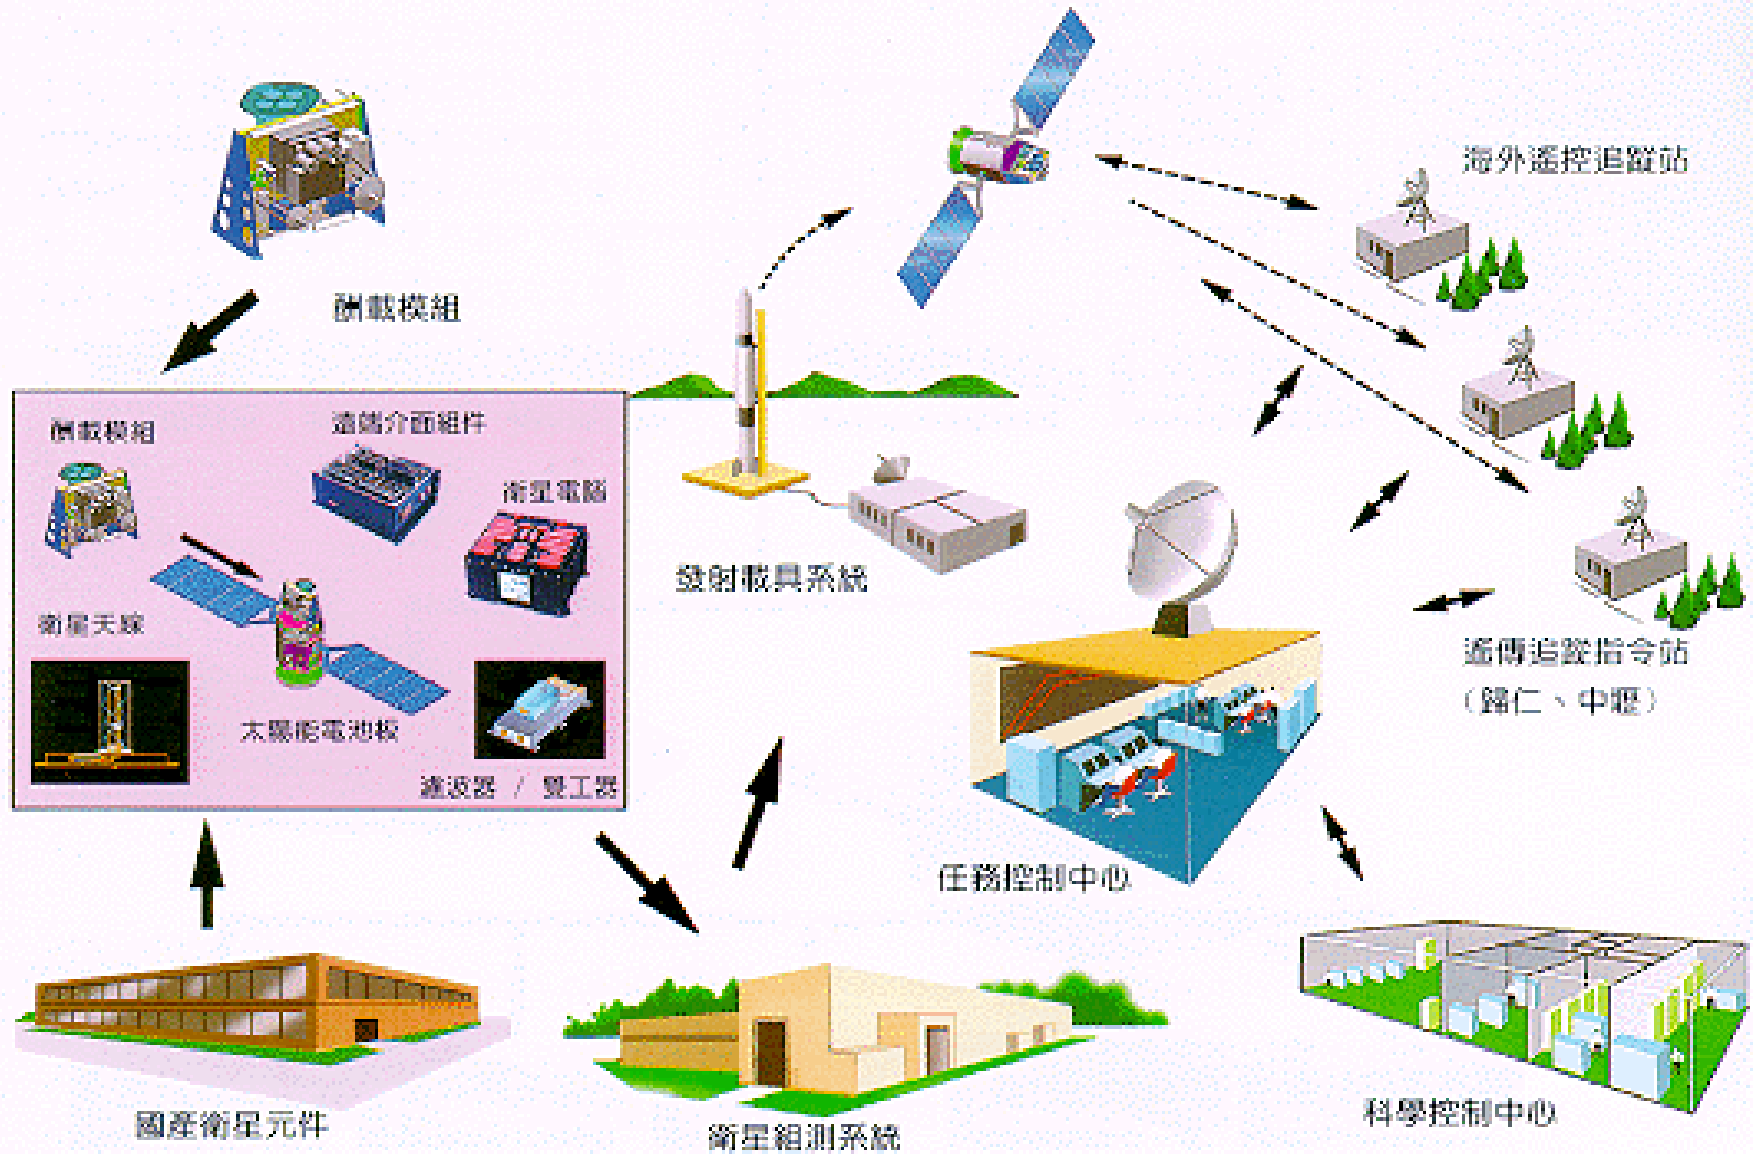 海外遙控追蹤站
酬載模組
酬載模組
遠端介面組件
衛星電腦
衛星天線
太陽能電池板
濾波器 / 雙工器
發射載具系統
遙傳追蹤指令站
(歸仁、中壢)
任務控制中心
國產衛星元件
衛星組測系統
科學控制中心